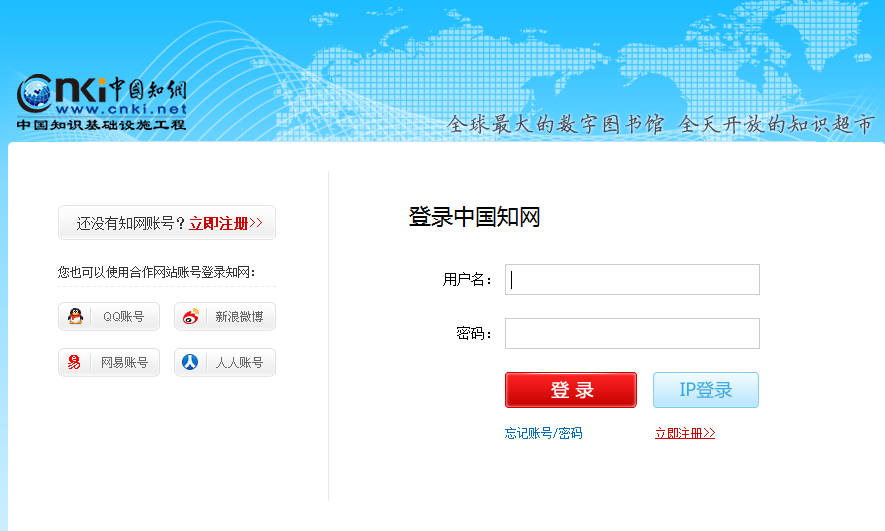 cnki中国知網
www.cnki.net
中国知识基础设施工程
全球最大的数字图书馆 全天开放的知识超市
还没有知网账号？立即注册>>
您也可以使用合作网站账号登录知网：
QQ账号
新浪微博
网易账号
人人账号
登录中国知网
用户名：
密码：
登 录
IP登录
忘记账号/密码
立即注册>>